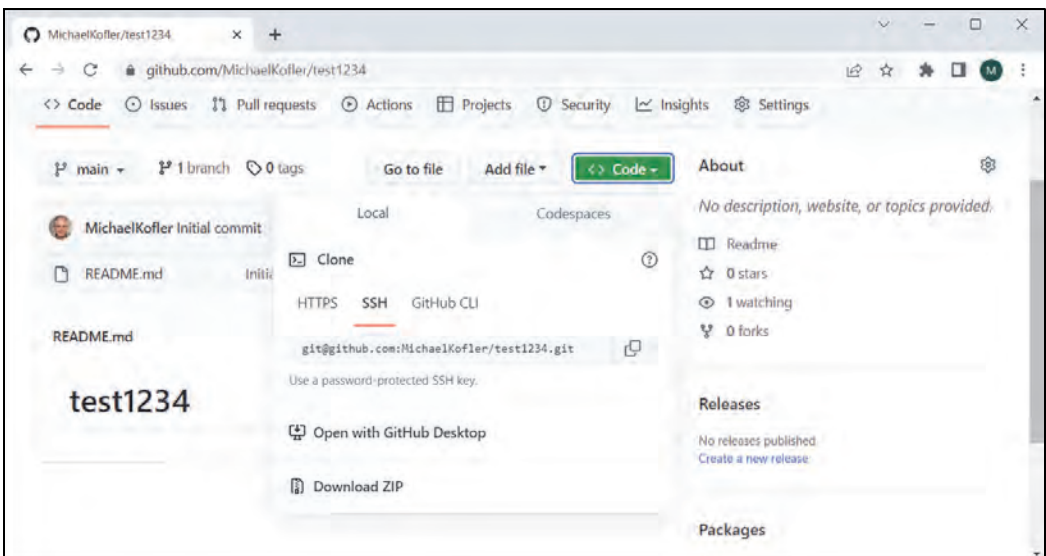 MichaelKofler/test1234
github.com/MichaelKofler/test1234
M
<> Code Issues Pull requests Actions Projects Security Insights Settings
main 1 branch 0 tags Go to file Add file <> Code
About
No description, website, or topics provided.
Readme
0 stars
1 watching
0 forks
Releases
No releases published
Create a new release
Packages
MichaelKofler Initial commit
README.md
README.md
test1234
Local Codespaces
Clone
HTTPS SSH GitHub CLI
git@github.com:MichaelKofler/test1234.git
Use a password-protected SSH key.
Open with GitHub Desktop
Download ZIP